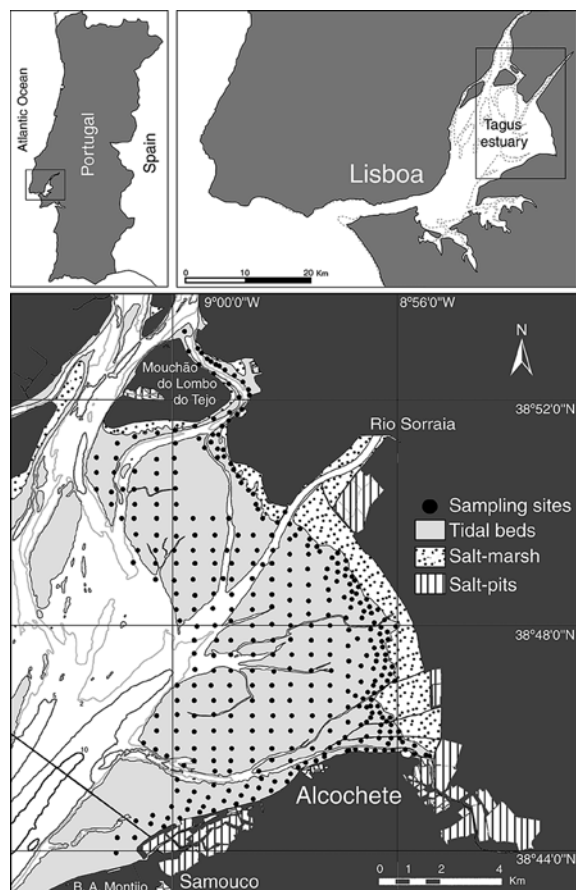 Atlantic Ocean
Portugal
Spain
Lisboa
Tagus
estuary
0
10
20 Km
9°00'0"W
8°56'0"W
N
Mouchão
do Lombo
do Tejo
38°52'0"N
Rio Sorraia
Sampling sites
Tidal beds
Salt-marsh
Salt-pits
38°48'0"N
10
Alcochete
38°44'0"N
B. A. Montijo
Samouco
0 1 2 4
Km